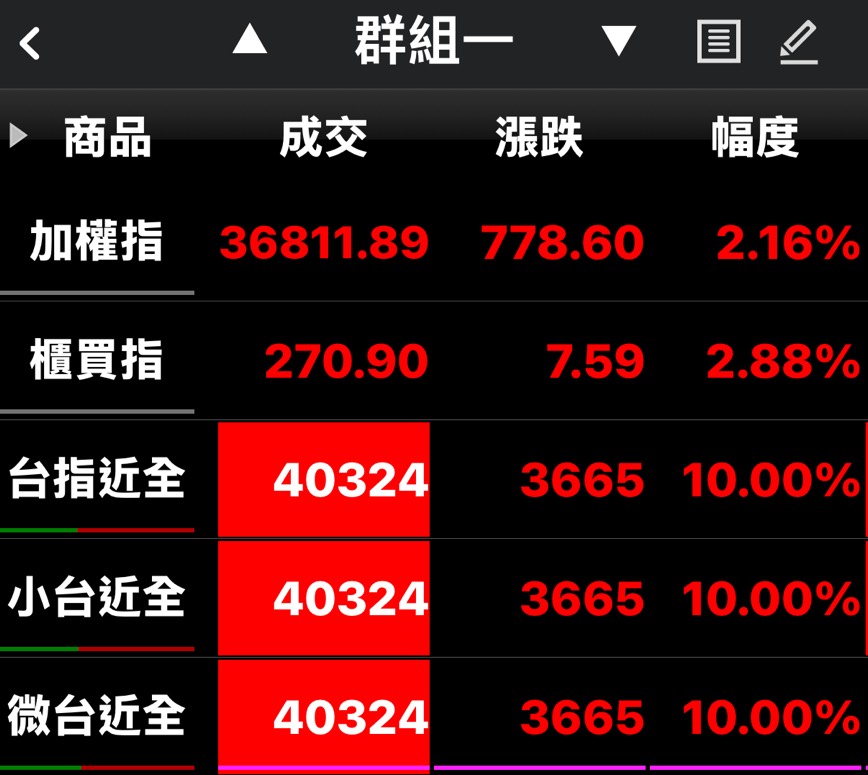 群組一
商品 成交 漲跌 幅度
加權指 36811.89 778.60 2.16%
櫃買指 270.90 7.59 2.88%
台指近全 40324 3665 10.00%
小台近全 40324 3665 10.00%
微台近全 40324 3665 10.00%